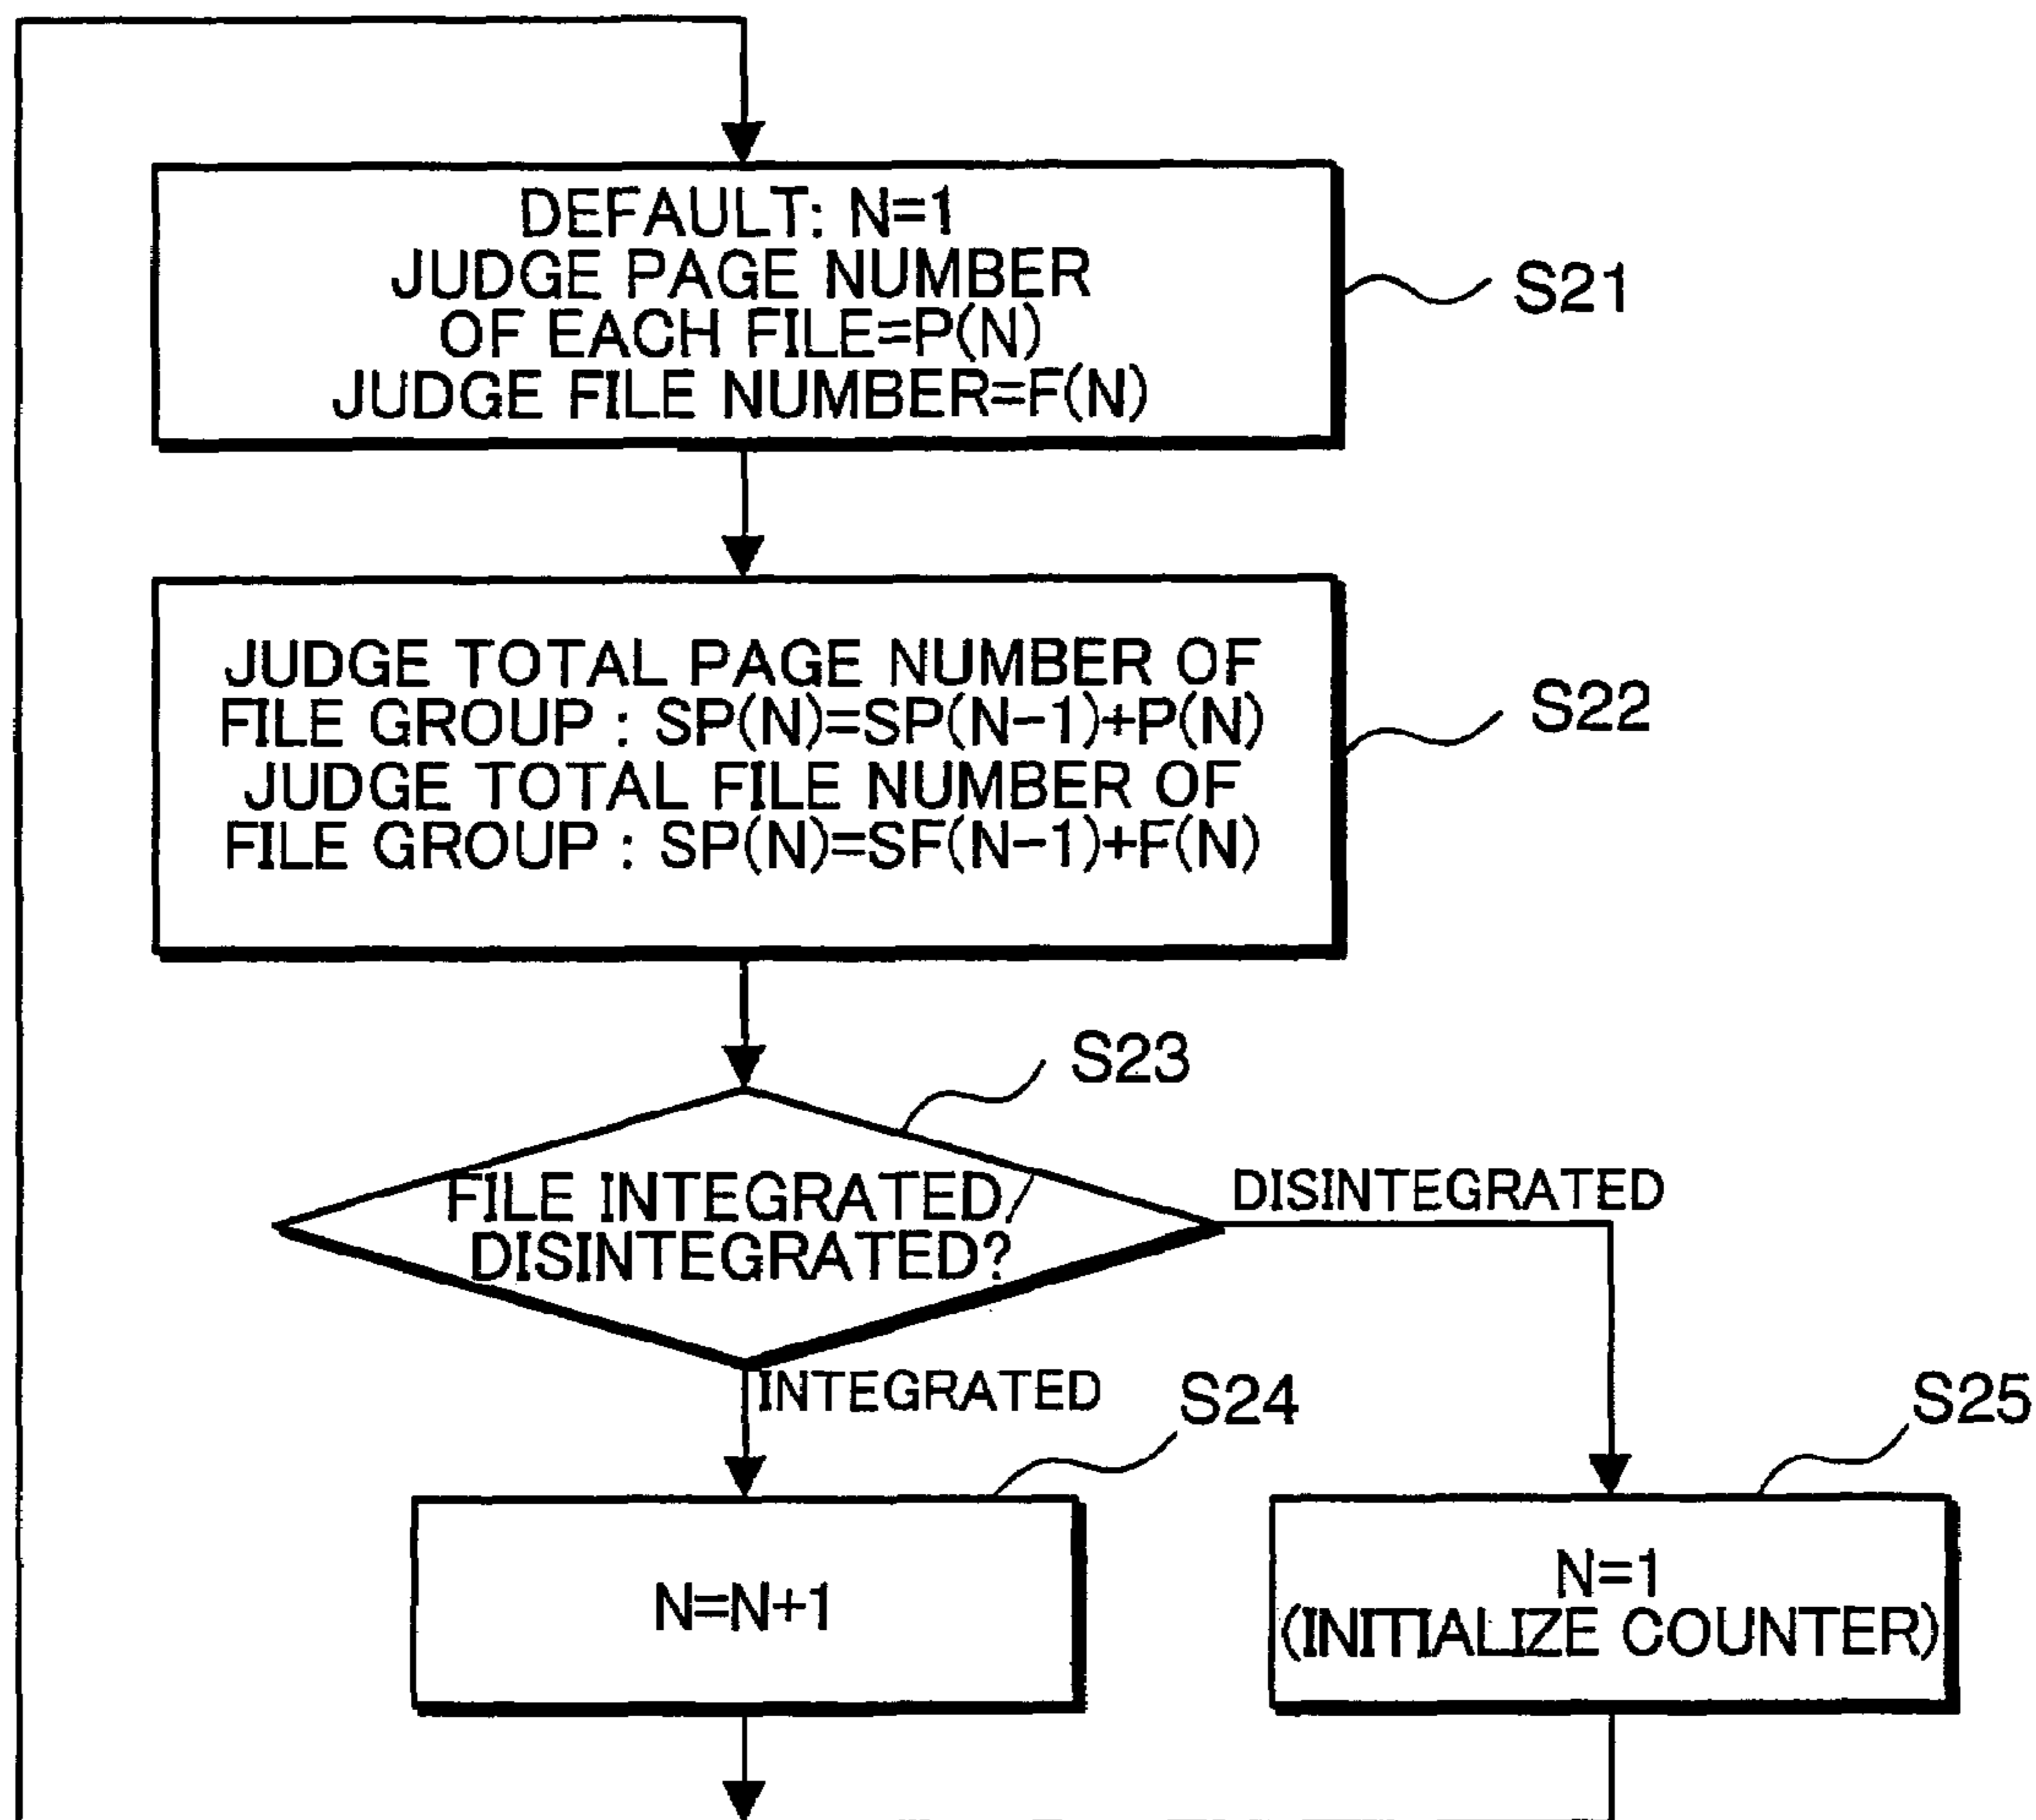 DEFAULT: N=1
JUDGE PAGE NUMBER
OF EACH FILE=P(N)
JUDGE FILE NUMBER=F(N)
S21
JUDGE TOTAL PAGE NUMBER OF
FILE GROUP : SP(N)=SP(N-1)+P(N)
JUDGE TOTAL FILE NUMBER OF
FILE GROUP : SP(N)=SF(N-1)+F(N)
S22
S23
FILE INTEGRATED/
DISINTEGRATED?
DISINTEGRATED
INTEGRATED
S24
S25
N=N+1
N=1
(INITIALIZE COUNTER)